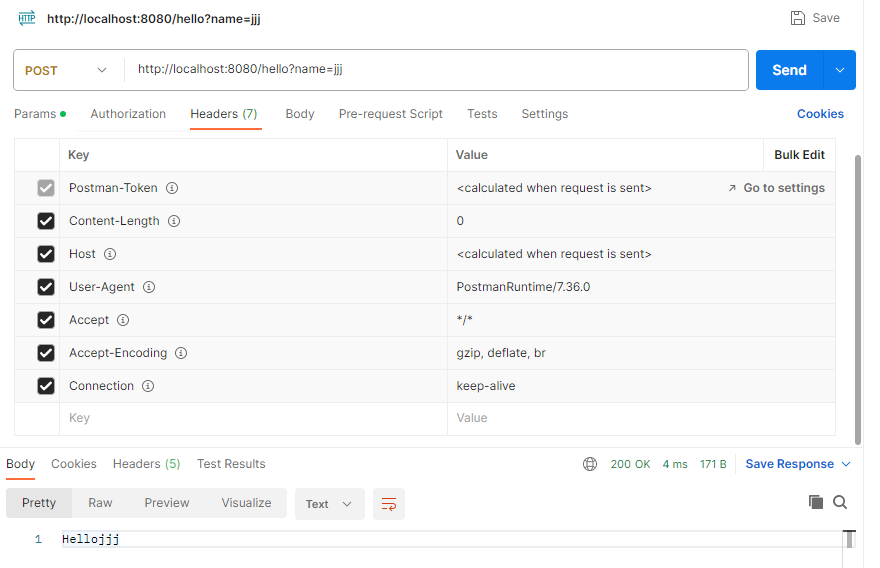 HTTP http://localhost:8080/hello?name=jjj Save
POST http://localhost:8080/hello?name=jjj Send
Params Authorization Headers (7) Body Pre-request Script Tests Settings Cookies
Key Value Bulk Edit
Postman-Token <calculated when request is sent> Go to settings
Content-Length 0
Host <calculated when request is sent>
User-Agent PostmanRuntime/7.36.0
Accept */*
Accept-Encoding gzip, deflate, br
Connection keep-alive
Key Value
Body Cookies Headers (5) Test Results 200 OK 4 ms 171 B Save Response
Pretty Raw Preview Visualize Text
1 Hellojjj